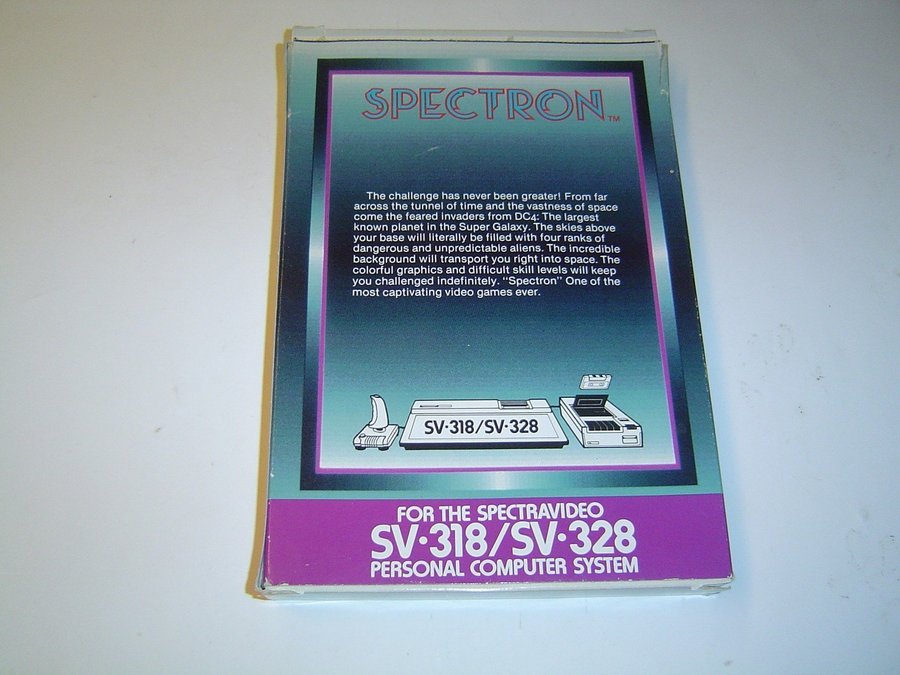 SPECTRON™
The challenge has never been greater! From far
across the tunnel of time and the vastness of space
come the feared invaders from DC4: The largest
known planet in the Super Galaxy. The skies above
your base will literally be filled with four ranks of
dangerous and unpredictable aliens. The incredible
background will transport you right into space. The
colorful graphics and difficult skill levels will keep
you challenged indefinitely. "Spectron" One of the
most captivating video games ever.
SV·318/SV·328
FOR THE SPECTRAVIDEO
SV·318/SV·328
PERSONAL COMPUTER SYSTEM